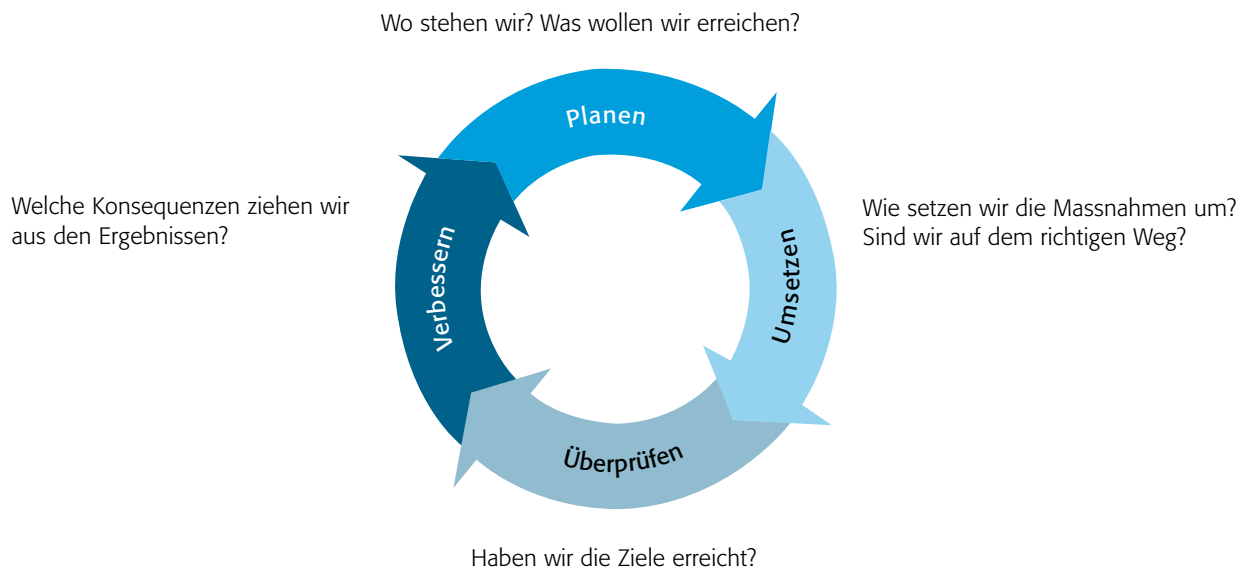 Wo stehen wir? Was wollen wir erreichen?
Planen
Welche Konsequenzen ziehen wir
aus den Ergebnissen?
Wie setzen wir die Massnahmen um?
Sind wir auf dem richtigen Weg?
Verbessern
Umsetzen
Überprüfen
Haben wir die Ziele erreicht?